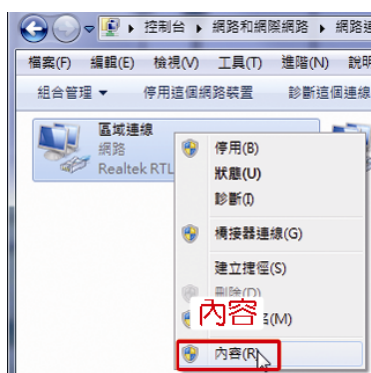 控制台 ▸ 網路和網際網路 ▸ 網路連
檔案(F) 編輯(E) 檢視(V) 工具(T) 進階(N) 說明
組合管理 停用這個網路裝置 診斷這個連線
區域連線
網路
Realtek RTL
停用(B)
狀態(U)
診斷(I)
橋接器連線(G)
建立捷徑(S)
刪除(D)
(M)
內容
內容(R)